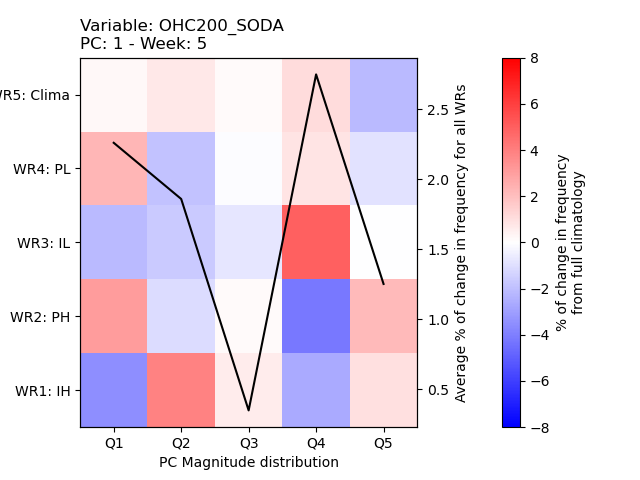 Variable: OHC200_SODA
PC: 1 - Week: 5
WR5: Clima
WR4: PL
WR3: IL
WR2: PH
WR1: IH
Q1 Q2 Q3 Q4 Q5
PC Magnitude distribution
2.5
2.0
1.5
1.0
0.5
Average % of change in frequency for all WRs
8
6
4
2
0
−2
−4
−6
−8
% of change in frequency
from full climatology